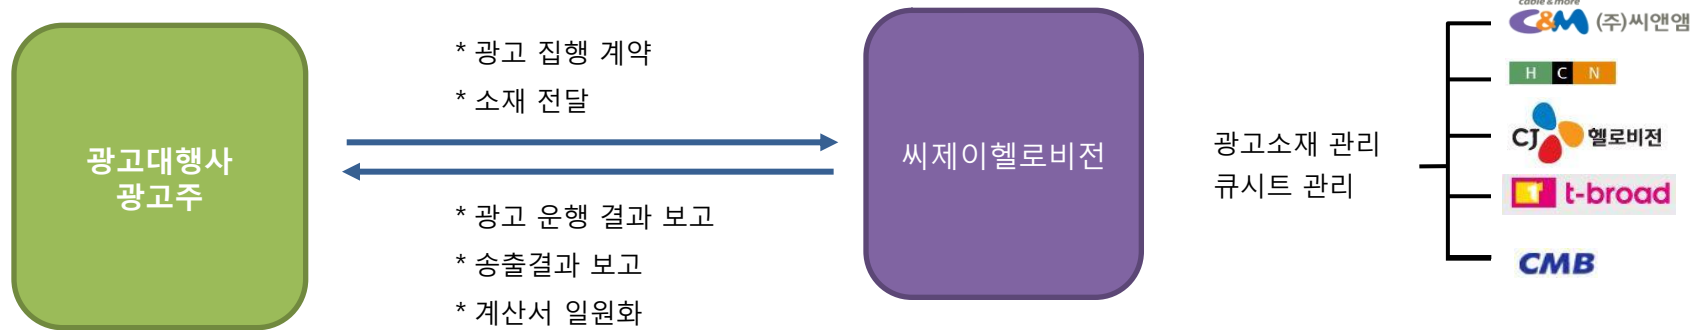 광고대행사
광고주
* 광고 집행 계약
* 소재 전달
* 광고 운행 결과 보고
* 송출결과 보고
* 계산서 일원화
씨제이헬로비전
광고소재 관리
큐시트 관리
cable & more
C&M (주)씨앤앰
H C N
CJ 헬로비전
t-broad
CMB